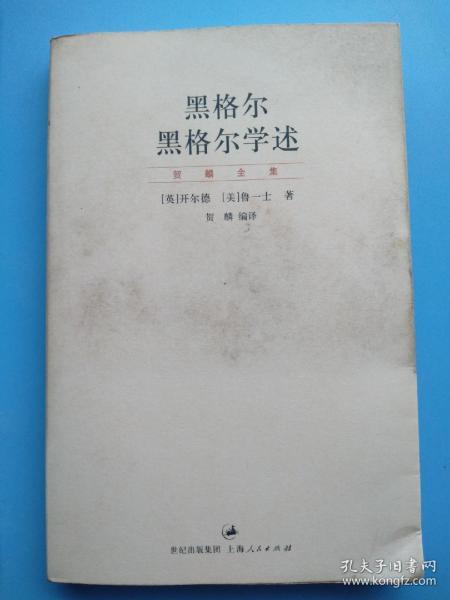 黑格尔
黑格尔学述
贺麟全集
[英]开尔德 [美]鲁一士 著
贺麟 编译
世纪出版集团 上海人民出版社
孔夫子旧书网
www.kongfz.com